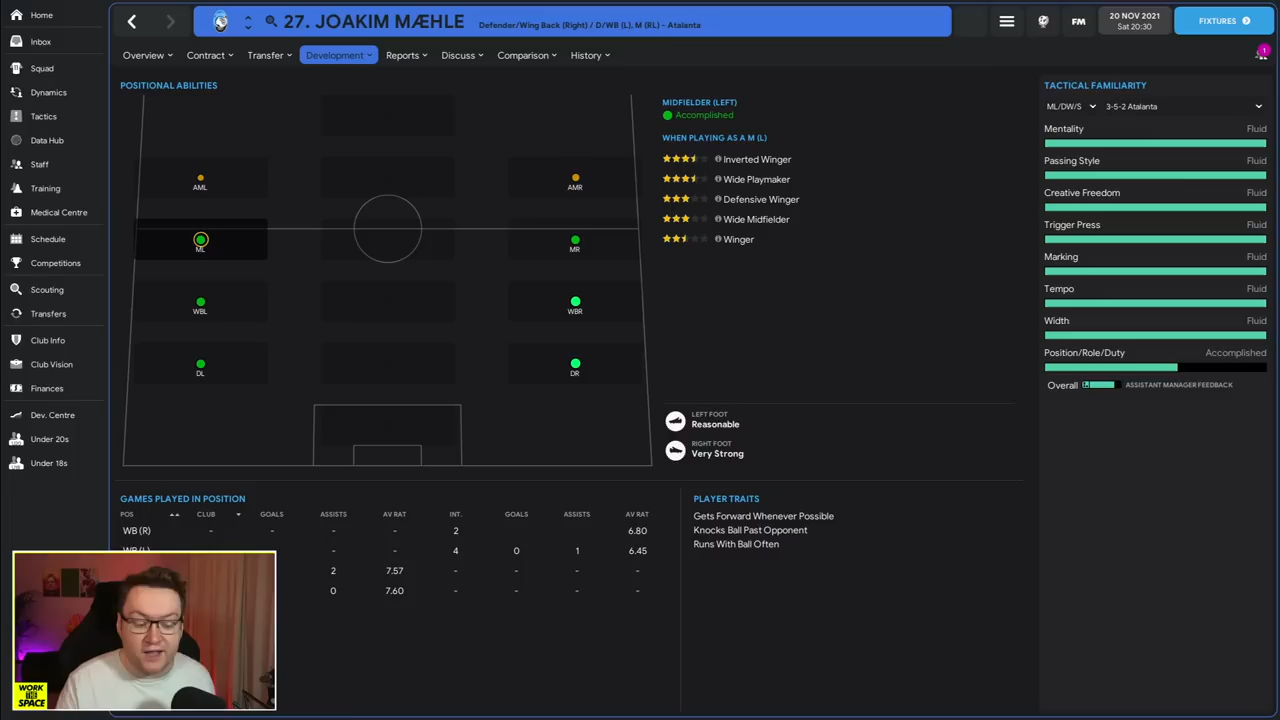 Home
Inbox
Squad
Dynamics
Tactics
Data Hub
Staff
Training
Medical Centre
Schedule
Competitions
Scouting
Transfers
Club Info
Club Vision
Finances
Dev. Centre
Under 20s
Under 18s
27. JOAKIM MÆHLE Defender/Wing Back (Right) / D/WB (L), M (RL) - Atalanta
FM
20 NOV 2021
Sat 20:30
FIXTURES
1
Overview Contract Transfer Development Reports Discuss Comparison History
POSITIONAL ABILITIES
AML AMR
ML MR
WBL WBR
DL DR
MIDFIELDER (LEFT)
Accomplished
WHEN PLAYING AS A M (L)
Inverted Winger
Wide Playmaker
Defensive Winger
Wide Midfielder
Winger
LEFT FOOT
Reasonable
RIGHT FOOT
Very Strong
TACTICAL FAMILIARITY
ML/DW/S 3-5-2 Atalanta
Mentality Fluid
Passing Style Fluid
Creative Freedom Fluid
Trigger Press Fluid
Marking Fluid
Tempo Fluid
Width Fluid
Position/Role/Duty Accomplished
Overall ASSISTANT MANAGER FEEDBACK
GAMES PLAYED IN POSITION
POS CLUB GOALS ASSISTS AV RAT INT. GOALS ASSISTS AV RAT
WB (R) - - - - 2 6.80
WB (L) - - 4 0 1 6.45
2 7.57 - - - -
0 7.60 - - - -
PLAYER TRAITS
Gets Forward Whenever Possible
Knocks Ball Past Opponent
Runs With Ball Often
WORK
THE
SPACE